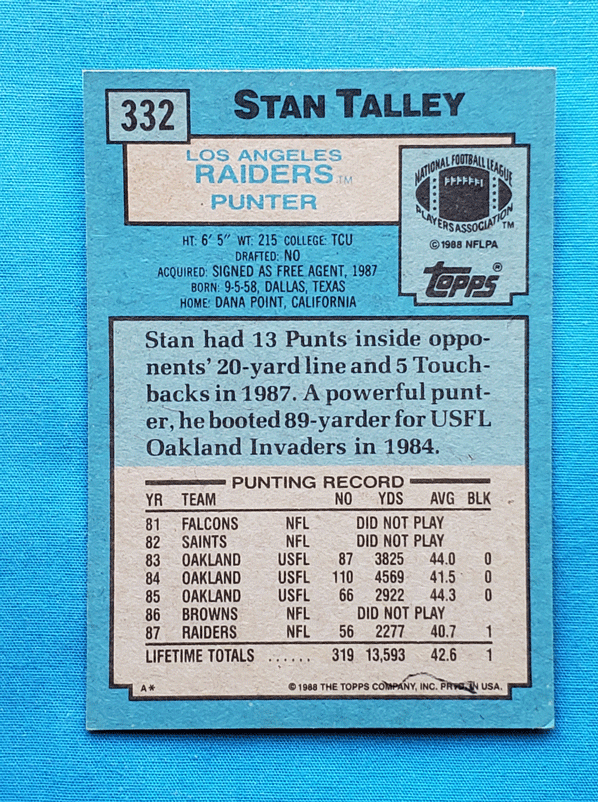 332
STAN TALLEY
LOS ANGELES
RAIDERS TM
PUNTER
NATIONAL FOOTBALL LEAGUE
PLAYERS ASSOCIATION TM
© 1988 NFLPA
TOPPS®
HT: 6' 5" WT: 215 COLLEGE: TCU
DRAFTED: NO
ACQUIRED: SIGNED AS FREE AGENT, 1987
BORN: 9-5-58, DALLAS, TEXAS
HOME: DANA POINT, CALIFORNIA
Stan had 13 Punts inside oppo-
nents' 20-yard line and 5 Touch-
backs in 1987. A powerful punt-
er, he booted 89-yarder for USFL
Oakland Invaders in 1984.
PUNTING RECORD
YR TEAM NO YDS AVG BLK
81 FALCONS NFL DID NOT PLAY
82 SAINTS NFL DID NOT PLAY
83 OAKLAND USFL 87 3825 44.0 0
84 OAKLAND USFL 110 4569 41.5 0
85 OAKLAND USFL 66 2922 44.3 0
86 BROWNS NFL DID NOT PLAY
87 RAIDERS NFL 56 2277 40.7 1
LIFETIME TOTALS ...... 319 13,593 42.6 1
A* © 1988 THE TOPPS COMPANY, INC. PRTD. IN USA.